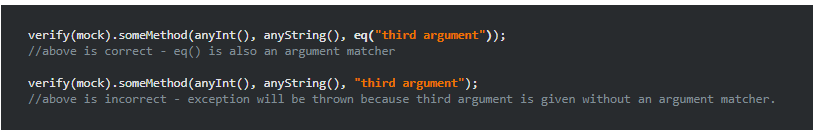 verify(mock).someMethod(anyInt(), anyString(), eq("third argument"));
//above is correct - eq() is also an argument matcher
verify(mock).someMethod(anyInt(), anyString(), "third argument");
//above is incorrect - exception will be thrown because third argument is given without an argument matcher.